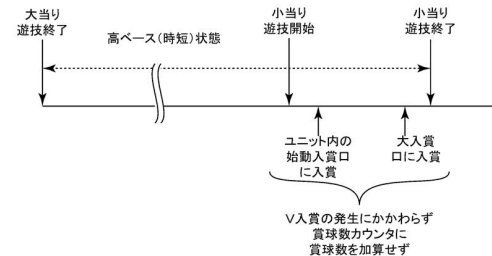 大当り
遊技終了
高ベース(時短)状態
小当り
遊技開始
小当り
遊技終了
ユニット内の
始動入賞口
に入賞
大入賞
口に入賞
V入賞の発生にかかわらず
賞球数カウンタに
賞球数を加算せず